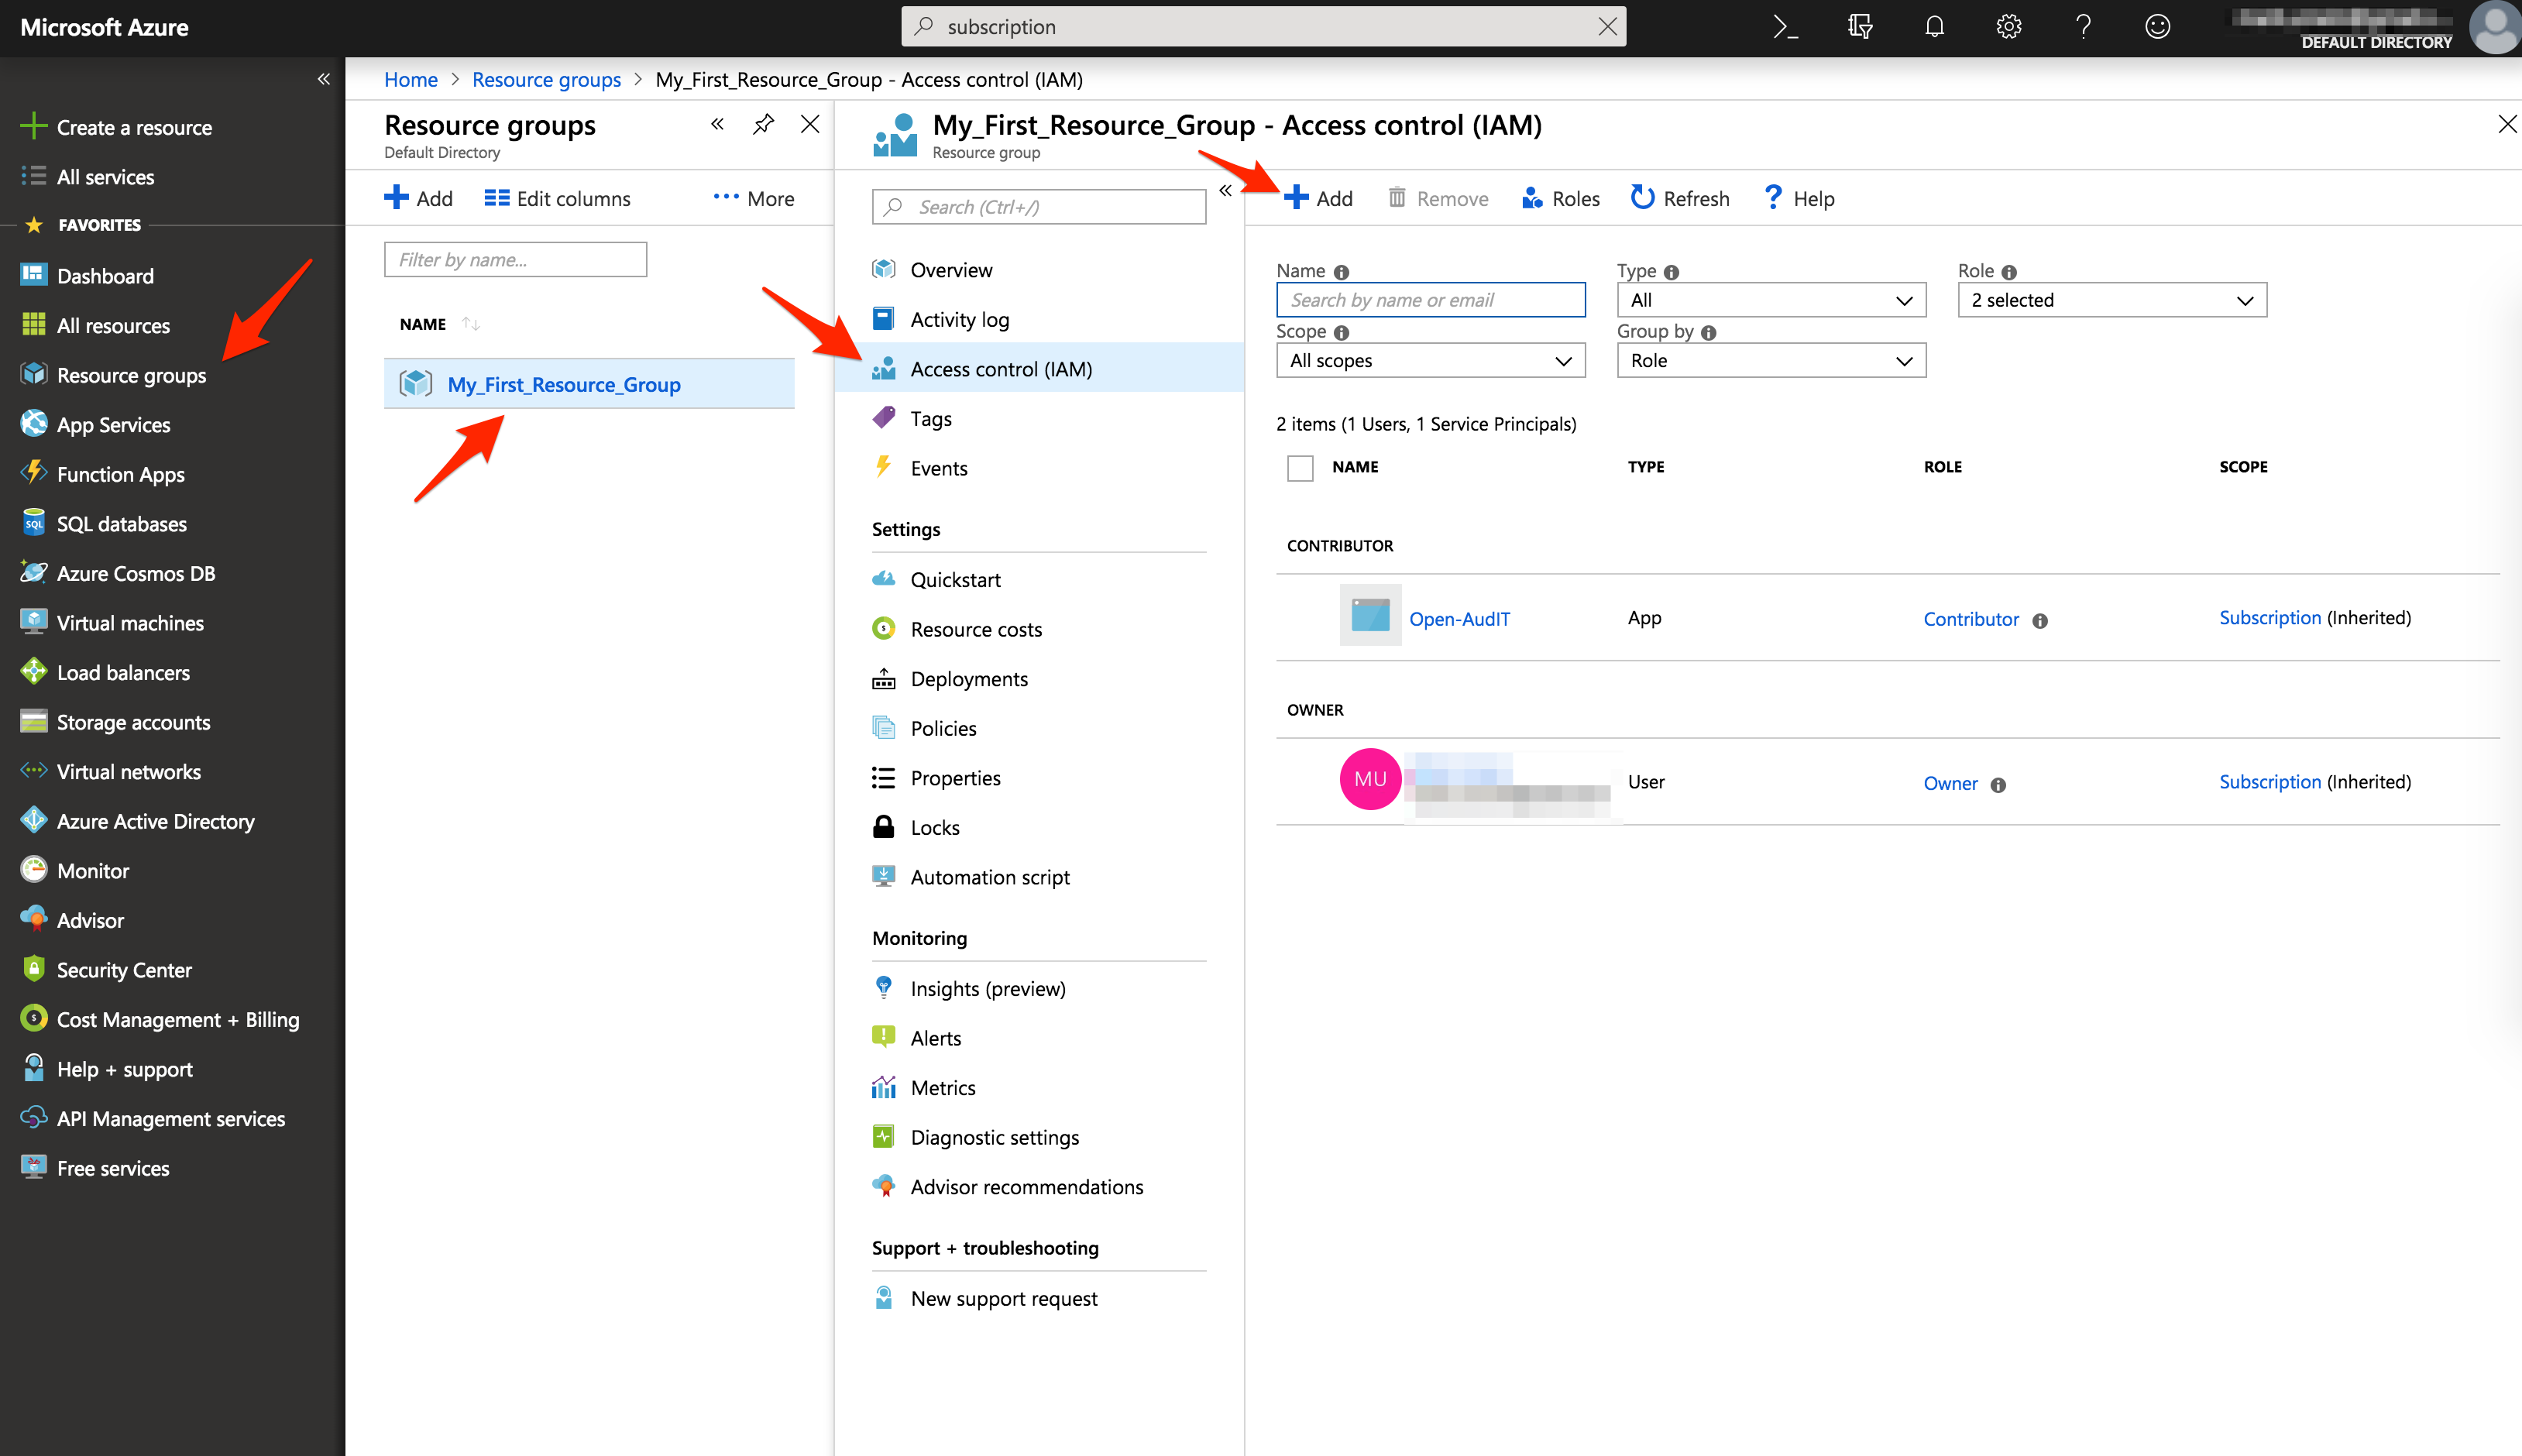 Microsoft Azure
subscription
DEFAULT DIRECTORY
Create a resource
All services
FAVORITES
Dashboard
All resources
Resource groups
App Services
Function Apps
SQL databases
Azure Cosmos DB
Virtual machines
Load balancers
Storage accounts
Virtual networks
Azure Active Directory
Monitor
Advisor
Security Center
Cost Management + Billing
Help + support
API Management services
Free services
Home > Resource groups > My_First_Resource_Group - Access control (IAM)
Resource groups
Default Directory
Add Edit columns More
Filter by name...
NAME
My_First_Resource_Group
My_First_Resource_Group - Access control (IAM)
Resource group
Search (Ctrl+/)
Overview
Activity log
Access control (IAM)
Tags
Events
Settings
Quickstart
Resource costs
Deployments
Policies
Properties
Locks
Automation script
Monitoring
Insights (preview)
Alerts
Metrics
Diagnostic settings
Advisor recommendations
Support + troubleshooting
New support request
Add Remove Roles Refresh Help
Name Type Role
Search by name or email All 2 selected
Scope Group by
All scopes Role
2 items (1 Users, 1 Service Principals)
NAME TYPE ROLE SCOPE
CONTRIBUTOR
Open-AudIT App Contributor Subscription (Inherited)
OWNER
MU User Owner Subscription (Inherited)